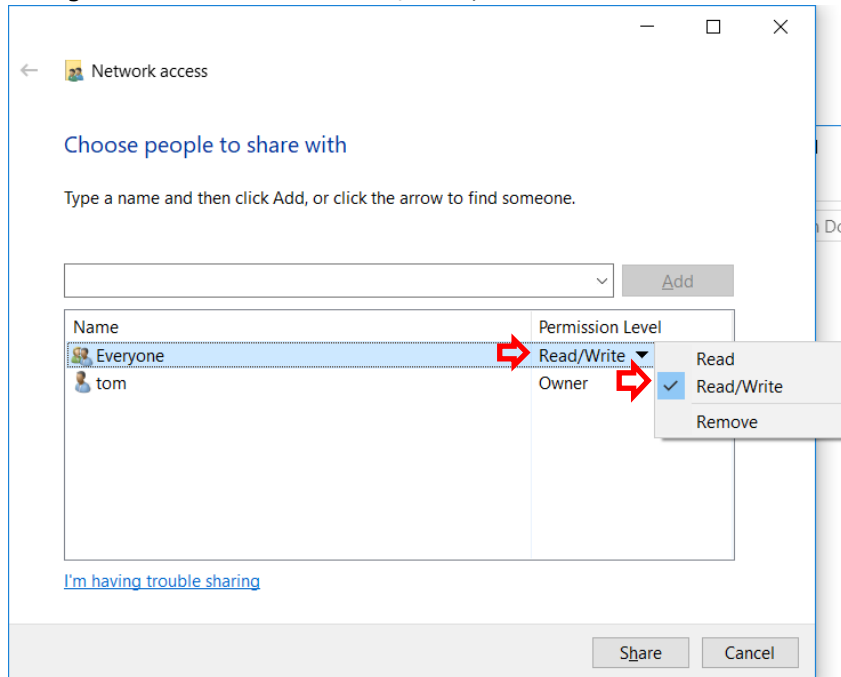 Network access
Choose people to share with
Type a name and then click Add, or click the arrow to find someone.
Add
Name Permission Level
Everyone Read/Write Read
tom Owner Read/Write
Remove
I'm having trouble sharing
Share Cancel